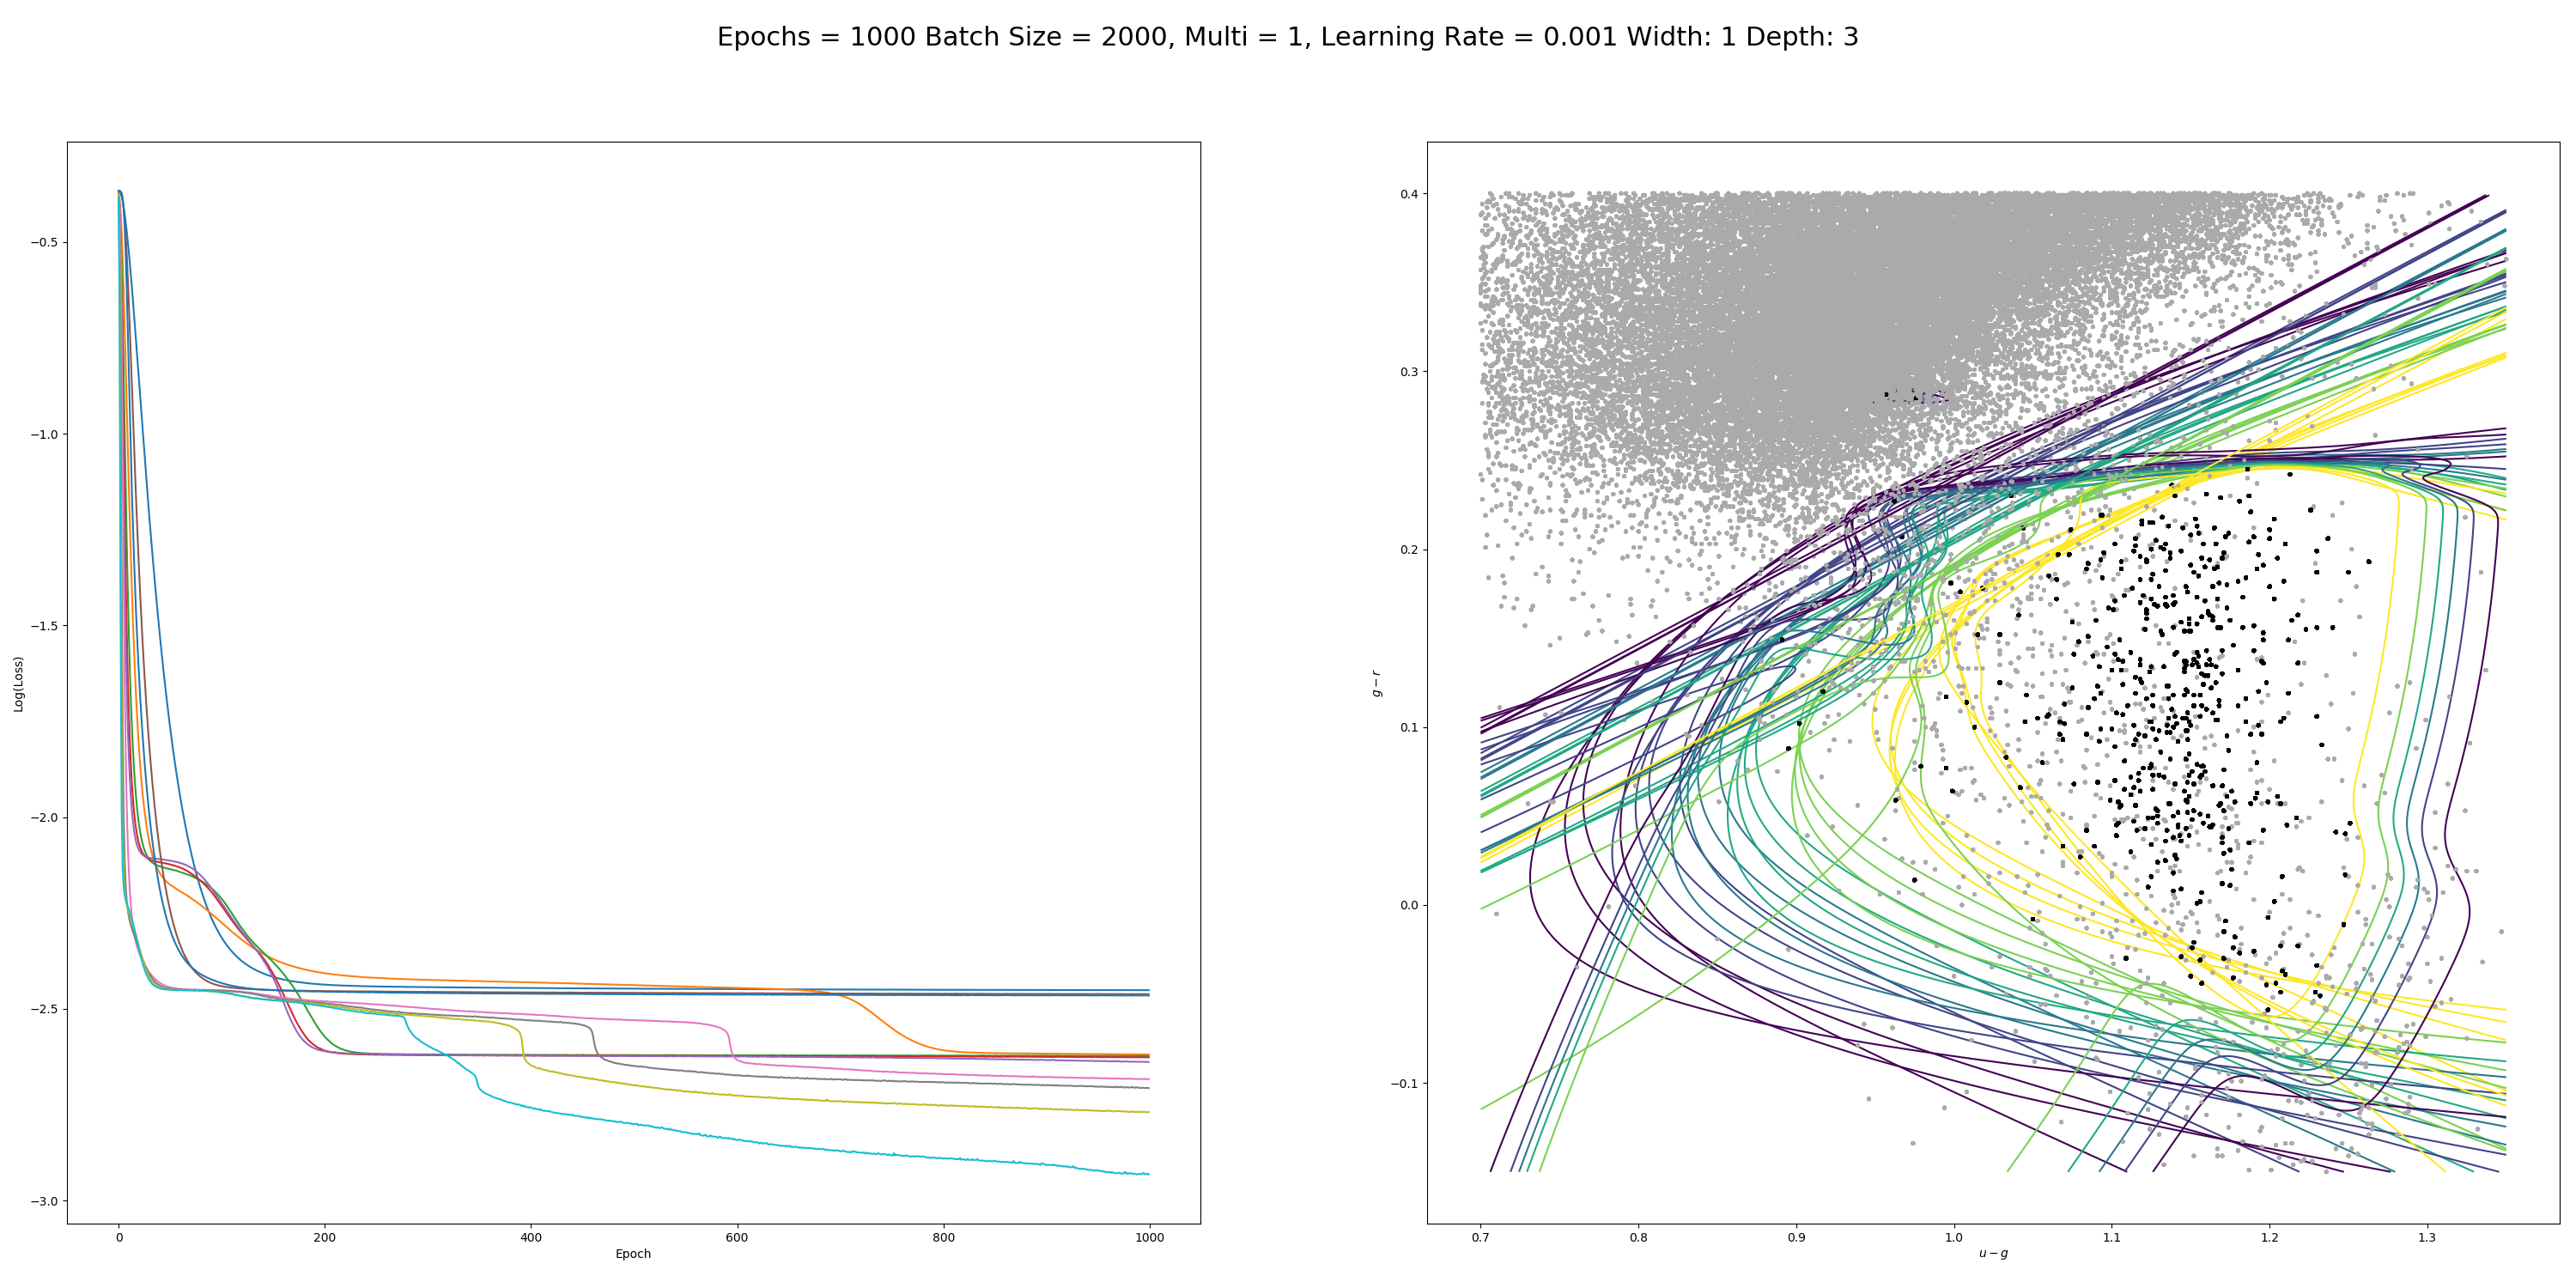 Epochs = 1000 Batch Size = 2000, Multi = 1, Learning Rate = 0.001 Width: 1 Depth: 3
−0.5
−1.0
−1.5
−2.0
−2.5
−3.0
Log(Loss)
0 200 400 600 800 1000
Epoch
0.4
0.3
0.2
0.1
0.0
−0.1
g − r
0.7 0.8 0.9 1.0 1.1 1.2 1.3
u − g